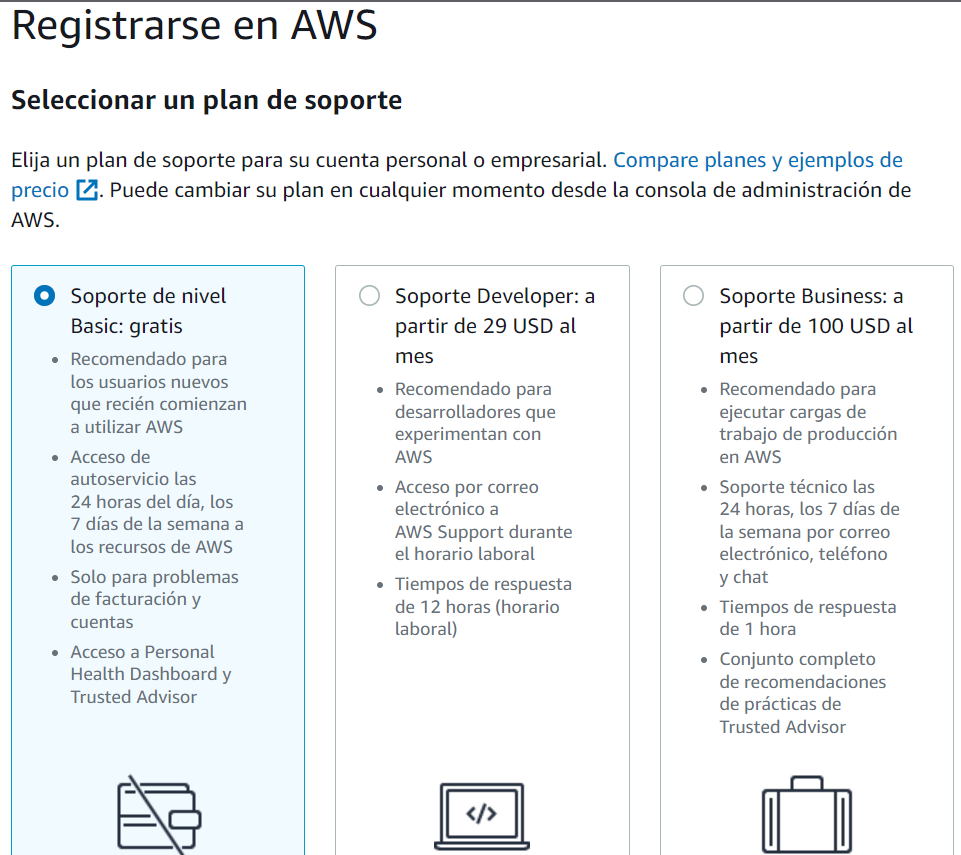 Registrarse en AWS
Seleccionar un plan de soporte
Elija un plan de soporte para su cuenta personal o empresarial. Compare planes y ejemplos de
precio. Puede cambiar su plan en cualquier momento desde la consola de administración de
AWS.
Soporte de nivel
Basic: gratis
• Recomendado para
los usuarios nuevos
que recién comienzan
a utilizar AWS
• Acceso de
autoservicio las
24 horas del día, los
7 días de la semana a
los recursos de AWS
• Solo para problemas
de facturación y
cuentas
• Acceso a Personal
Health Dashboard y
Trusted Advisor
Soporte Developer: a
partir de 29 USD al
mes
• Recomendado para
desarrolladores que
experimentan con
AWS
• Acceso por correo
electrónico a
AWS Support durante
el horario laboral
• Tiempos de respuesta
de 12 horas (horario
laboral)
</>
Soporte Business: a
partir de 100 USD al
mes
• Recomendado para
ejecutar cargas de
trabajo de producción
en AWS
• Soporte técnico las
24 horas, los 7 días de
la semana por correo
electrónico, teléfono
y chat
• Tiempos de respuesta
de 1 hora
• Conjunto completo
de recomendaciones
de prácticas de
Trusted Advisor